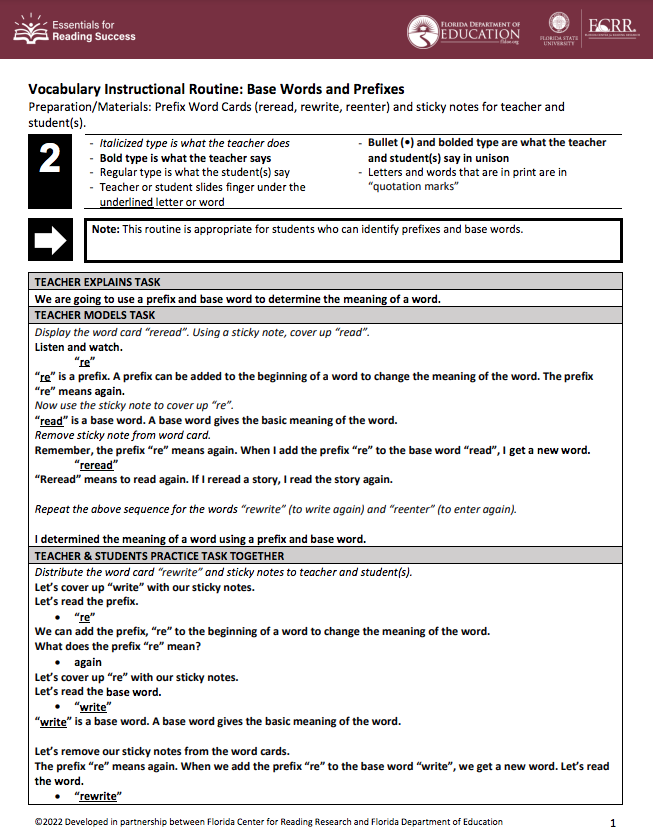 Essentials for
Reading Success
FLORIDA DEPARTMENT OF
EDUCATION
fldoe.org
FLORIDA STATE
UNIVERSITY
FCRR
Vocabulary Instructional Routine: Base Words and Prefixes
Preparation/Materials: Prefix Word Cards (reread, rewrite, reenter) and sticky notes for teacher and
student(s).
2
- Italicized type is what the teacher does
- Bold type is what the teacher says
- Regular type is what the student(s) say
- Teacher or student slides finger under the
underlined letter or word
- Bullet (•) and bolded type are what the teacher
and student(s) say in unison
- Letters and words that are in print are in
“quotation marks”
Note: This routine is appropriate for students who can identify prefixes and base words.
TEACHER EXPLAINS TASK
We are going to use a prefix and base word to determine the meaning of a word.
TEACHER MODELS TASK
Display the word card “reread”. Using a sticky note, cover up “read”.
Listen and watch.
“re”
“re” is a prefix. A prefix can be added to the beginning of a word to change the meaning of the word. The prefix
“re” means again.
Now use the sticky note to cover up “re”.
“read” is a base word. A base word gives the basic meaning of the word.
Remove sticky note from word card.
Remember, the prefix “re” means again. When I add the prefix “re” to the base word “read”, I get a new word.
“reread”
“Reread” means to read again. If I reread a story, I read the story again.
Repeat the above sequence for the words “rewrite” (to write again) and “reenter” (to enter again).
I determined the meaning of a word using a prefix and base word.
TEACHER & STUDENTS PRACTICE TASK TOGETHER
Distribute the word card “rewrite” and sticky notes to teacher and student(s).
Let’s cover up “write” with our sticky notes.
Let’s read the prefix.
• “re”
We can add the prefix, “re” to the beginning of a word to change the meaning of the word.
What does the prefix “re” mean?
• again
Let’s cover up “re” with our sticky notes.
Let’s read the base word.
• “write”
“write” is a base word. A base word gives the basic meaning of the word.
Let’s remove our sticky notes from the word cards.
The prefix “re” means again. When we add the prefix “re” to the base word “write”, we get a new word. Let’s read
the word.
• “rewrite”
©2022 Developed in partnership between Florida Center for Reading Research and Florida Department of Education
1